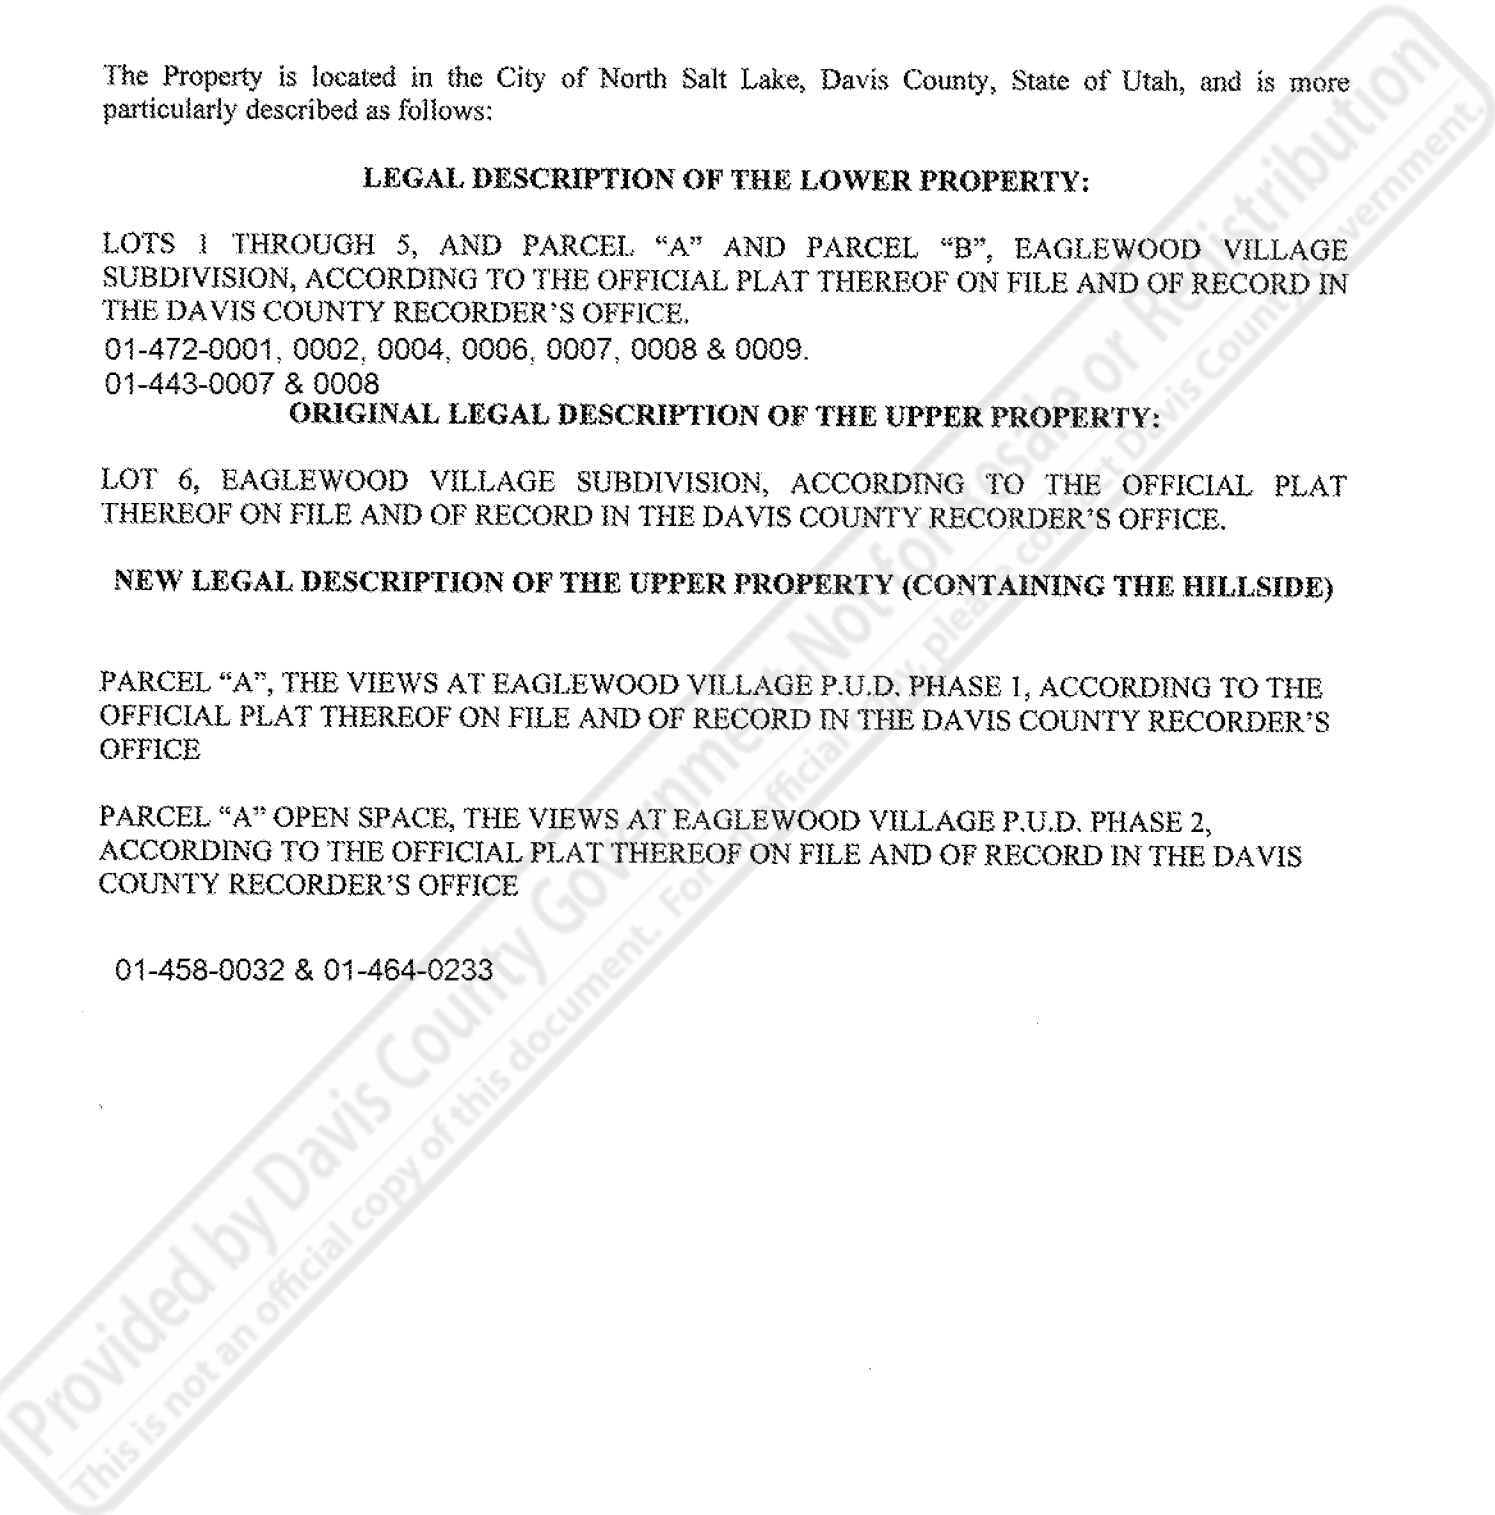 The Property is located in the City of North Salt Lake, Davis County, State of Utah, and is more
particularly described as follows:
LEGAL DESCRIPTION OF THE LOWER PROPERTY:
LOTS 1 THROUGH 5, AND PARCEL “A” AND PARCEL “B”, EAGLEWOOD VILLAGE
SUBDIVISION, ACCORDING TO THE OFFICIAL PLAT THEREOF ON FILE AND OF RECORD IN
THE DAVIS COUNTY RECORDER’S OFFICE.
01-472-0001, 0002, 0004, 0006, 0007, 0008 & 0009.
01-443-0007 & 0008
ORIGINAL LEGAL DESCRIPTION OF THE UPPER PROPERTY:
LOT 6, EAGLEWOOD VILLAGE SUBDIVISION, ACCORDING TO THE OFFICIAL PLAT
THEREOF ON FILE AND OF RECORD IN THE DAVIS COUNTY RECORDER’S OFFICE.
NEW LEGAL DESCRIPTION OF THE UPPER PROPERTY (CONTAINING THE HILLSIDE)
PARCEL “A”, THE VIEWS AT EAGLEWOOD VILLAGE P.U.D. PHASE 1, ACCORDING TO THE
OFFICIAL PLAT THEREOF ON FILE AND OF RECORD IN THE DAVIS COUNTY RECORDER’S
OFFICE
PARCEL “A” OPEN SPACE, THE VIEWS AT EAGLEWOOD VILLAGE P.U.D. PHASE 2,
ACCORDING TO THE OFFICIAL PLAT THEREOF ON FILE AND OF RECORD IN THE DAVIS
COUNTY RECORDER’S OFFICE
01-458-0032 & 01-464-0233
Provided by Davis County Government-Not for Resale or Redistribution
This is not an official copy of this document. For an official copy, please contact Davis County Government.